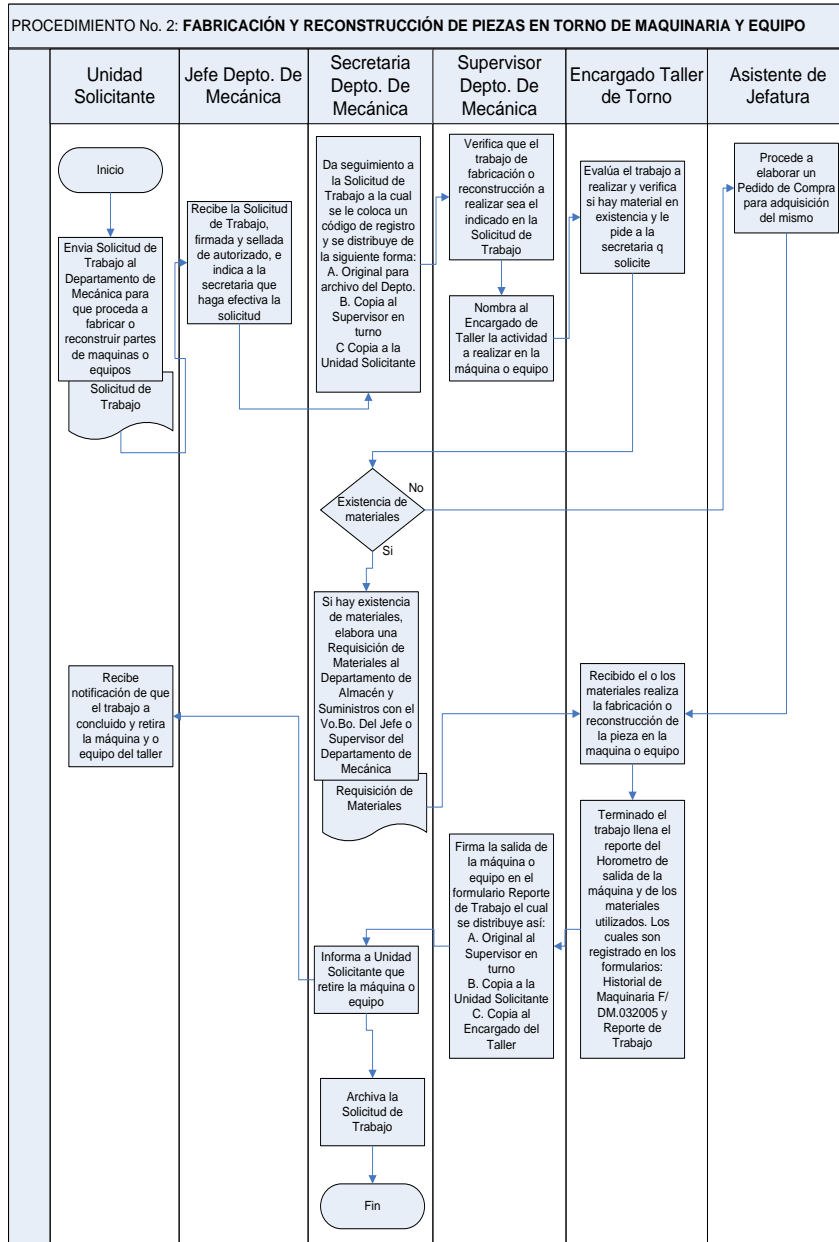 PROCEDIMIENTO No. 2: FABRICACIÓN Y RECONSTRUCCIÓN DE PIEZAS EN TORNO DE MAQUINARIA Y EQUIPO
Unidad
Solicitante
Jefe Depto. De
Mecánica
Secretaria
Depto. De
Mecánica
Supervisor
Depto. De
Mecánica
Encargado Taller
de Torno
Asistente de
Jefatura
Inicio
Envia Solicitud de
Trabajo al
Departamento de
Mecánica para
que proceda a
fabricar o
reconstruir partes
de maquinas o
equipos
Solicitud de
Trabajo
Recibe la Solicitud
de Trabajo,
firmada y sellada
de autorizado, e
indica a la
secretaria que
haga efectiva la
solicitud
Da seguimiento a
la Solicitud de
Trabajo a la cual
se le coloca un
código de registro
y se distribuye de
la siguiente forma:
A. Original para
archivo del Depto.
B. Copia al
Supervisor en
turno
C Copia a la
Unidad Solicitante
Verifica que el
trabajo de
fabricación o
reconstrucción a
realizar sea el
indicado en la
Solicitud de
Trabajo
Nombra al
Encargado de
Taller la actividad
a realizar en la
máquina o equipo
Evalúa el trabajo a
realizar y verifica
si hay material en
existencia y le
pide a la
secretaria q
solicite
Procede a
elaborar un
Pedido de Compra
para adquisición
del mismo
Existencia de
materiales
No
Si
Si hay existencia
de materiales,
elabora una
Requisición de
Materiales al
Departamento de
Almacén y
Suministros con el
Vo.Bo. Del Jefe o
Supervisor del
Departamento de
Mecánica
Requisición de
Materiales
Recibe
notificación de que
el trabajo a
concluido y retira
la máquina y o
equipo del taller
Recibido el o los
materiales realiza
la fabricación o
reconstrucción de
la pieza en la
maquina o equipo
Terminado el
trabajo llena el
reporte del
Horometro de
salida de la
máquina y de los
materiales
utilizados. Los
cuales son
registrado en los
formularios:
Historial de
Maquinaria F/
DM.032005 y
Reporte de
Trabajo
Firma la salida de
la máquina o
equipo en el
formulario Reporte
de Trabajo el cual
se distribuye así:
A. Original al
Supervisor en
turno
B. Copia a la
Unidad Solicitante
C. Copia al
Encargado del
Taller
Informa a Unidad
Solicitante que
retire la máquina o
equipo
Archiva la
Solicitud de
Trabajo
Fin